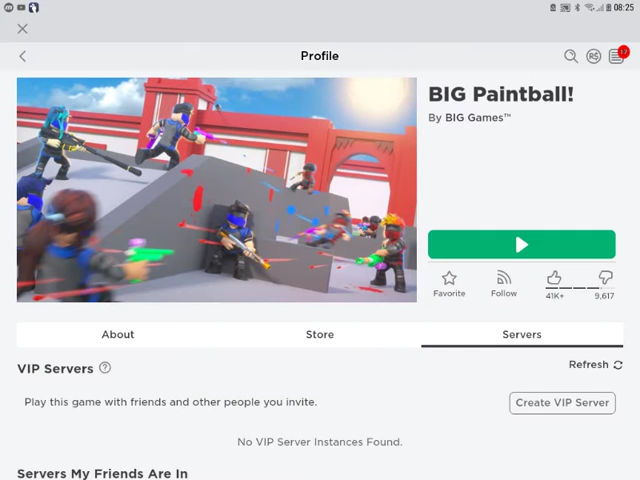 08:25
Profile
R$
17
BIG Paintball!
By BIG Games™
Favorite
Follow
41K+
9,617
About
Store
Servers
VIP Servers
Refresh
Play this game with friends and other people you invite.
Create VIP Server
No VIP Server Instances Found.
Servers My Friends Are In